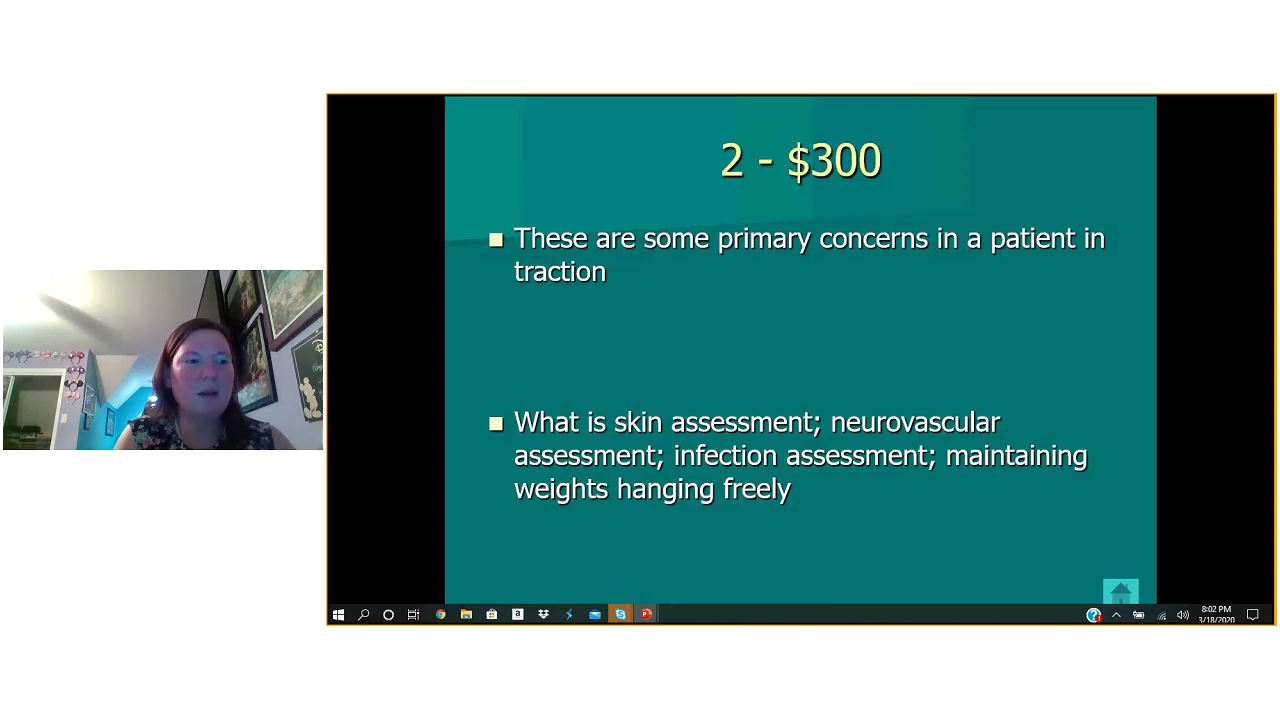 2 - $300
These are some primary concerns in a patient in
traction
What is skin assessment; neurovascular
assessment; infection assessment; maintaining
weights hanging freely
8:02 PM
3/18/2020